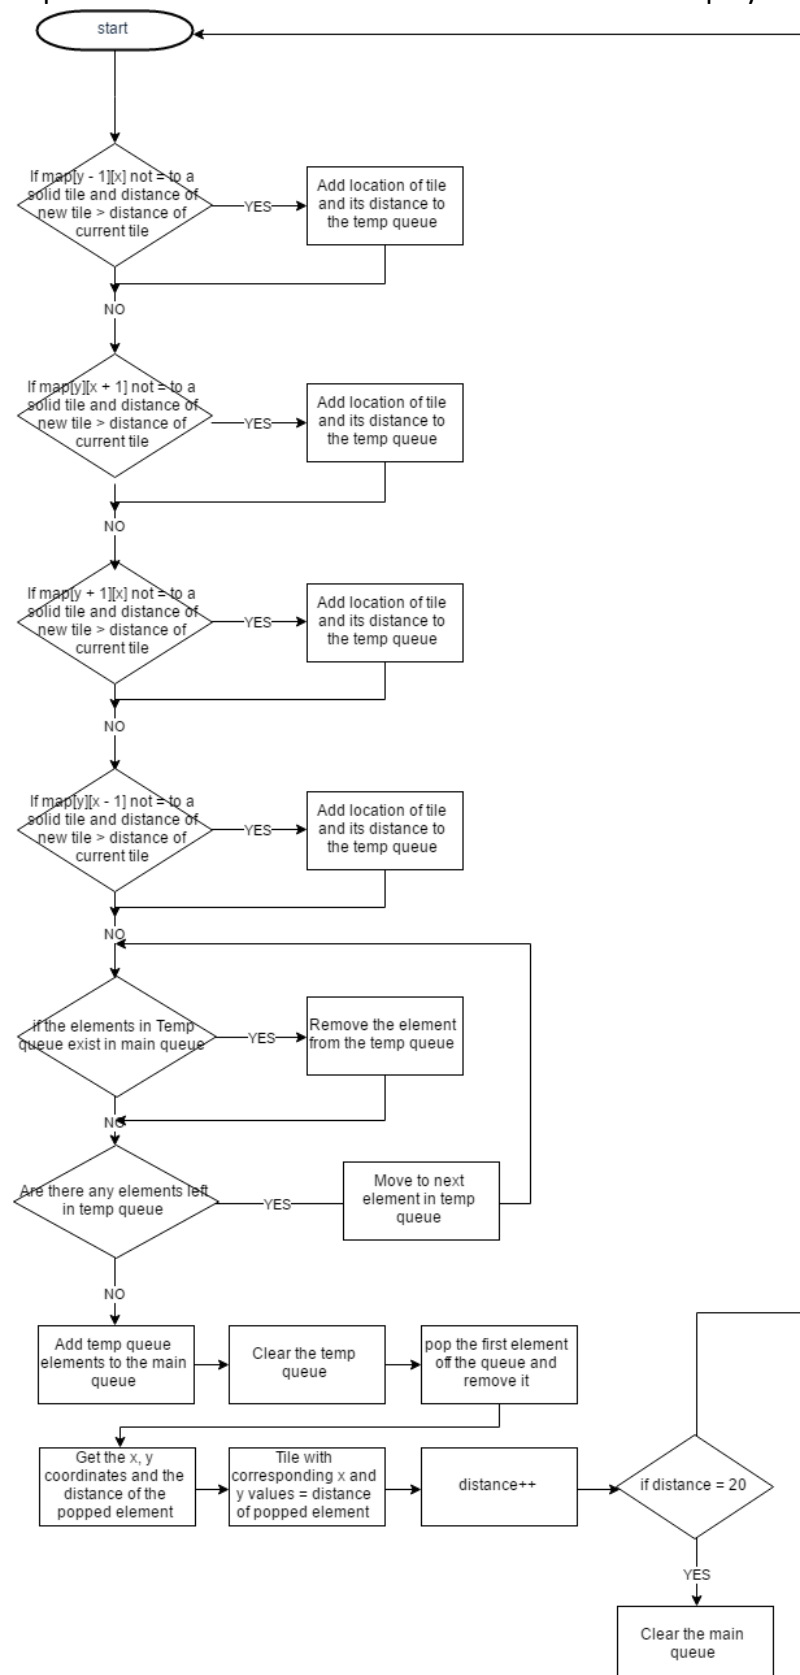 start
If map[y - 1][x] not = to a
solid tile and distance of
new tile > distance of
current tile
YES
Add location of tile
and its distance to
the temp queue
NO
If map[y][x + 1] not = to a
solid tile and distance of
new tile > distance of
current tile
YES
Add location of tile
and its distance to
the temp queue
NO
If map[y + 1][x] not = to a
solid tile and distance of
new tile > distance of
current tile
YES
Add location of tile
and its distance to
the temp queue
NO
If map[y][x - 1] not = to a
solid tile and distance of
new tile > distance of
current tile
YES
Add location of tile
and its distance to
the temp queue
NO
if the elements in Temp
queue exist in main queue
YES
Remove the element
from the temp queue
NO
Are there any elements left
in temp queue
YES
Move to next
element in temp
queue
NO
Add temp queue
elements to the main
queue
Clear the temp
queue
pop the first element
off the queue and
remove it
Get the x, y
coordinates and the
distance of the
popped element
Tile with
corresponding x and
y values = distance
of popped element
distance++
if distance = 20
YES
Clear the main
queue